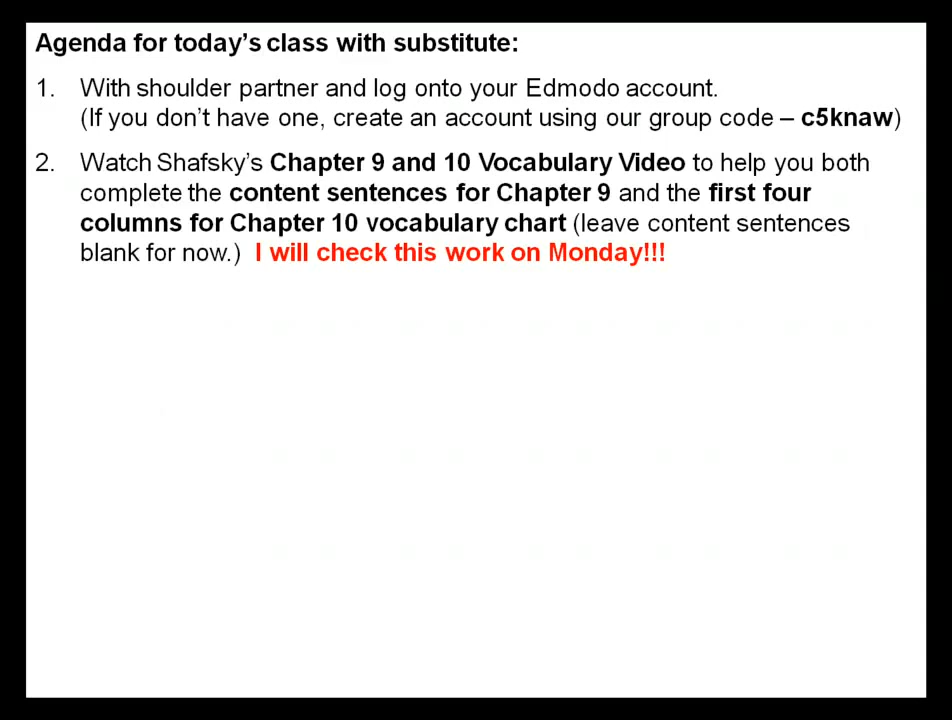 Agenda for today’s class with substitute:
1. With shoulder partner and log onto your Edmodo account.
(If you don’t have one, create an account using our group code – c5knaw)
2. Watch Shafsky’s Chapter 9 and 10 Vocabulary Video to help you both
complete the content sentences for Chapter 9 and the first four
columns for Chapter 10 vocabulary chart (leave content sentences
blank for now.) I will check this work on Monday!!!